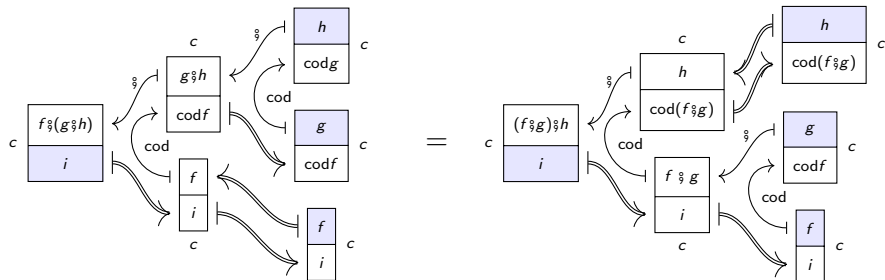 c
h
⨟
g⨟h
codg
c
codf
cod
⨟
c
f⨟(g⨟h)
i
cod
g
codf
c
f
i
c
f
i
c
=
c
h
cod(f⨟g)
c
h
cod(f⨟g)
⨟
c
(f⨟g)⨟h
i
cod
⨟
g
codf
c
f ⨟ g
i
c
cod
f
i
c